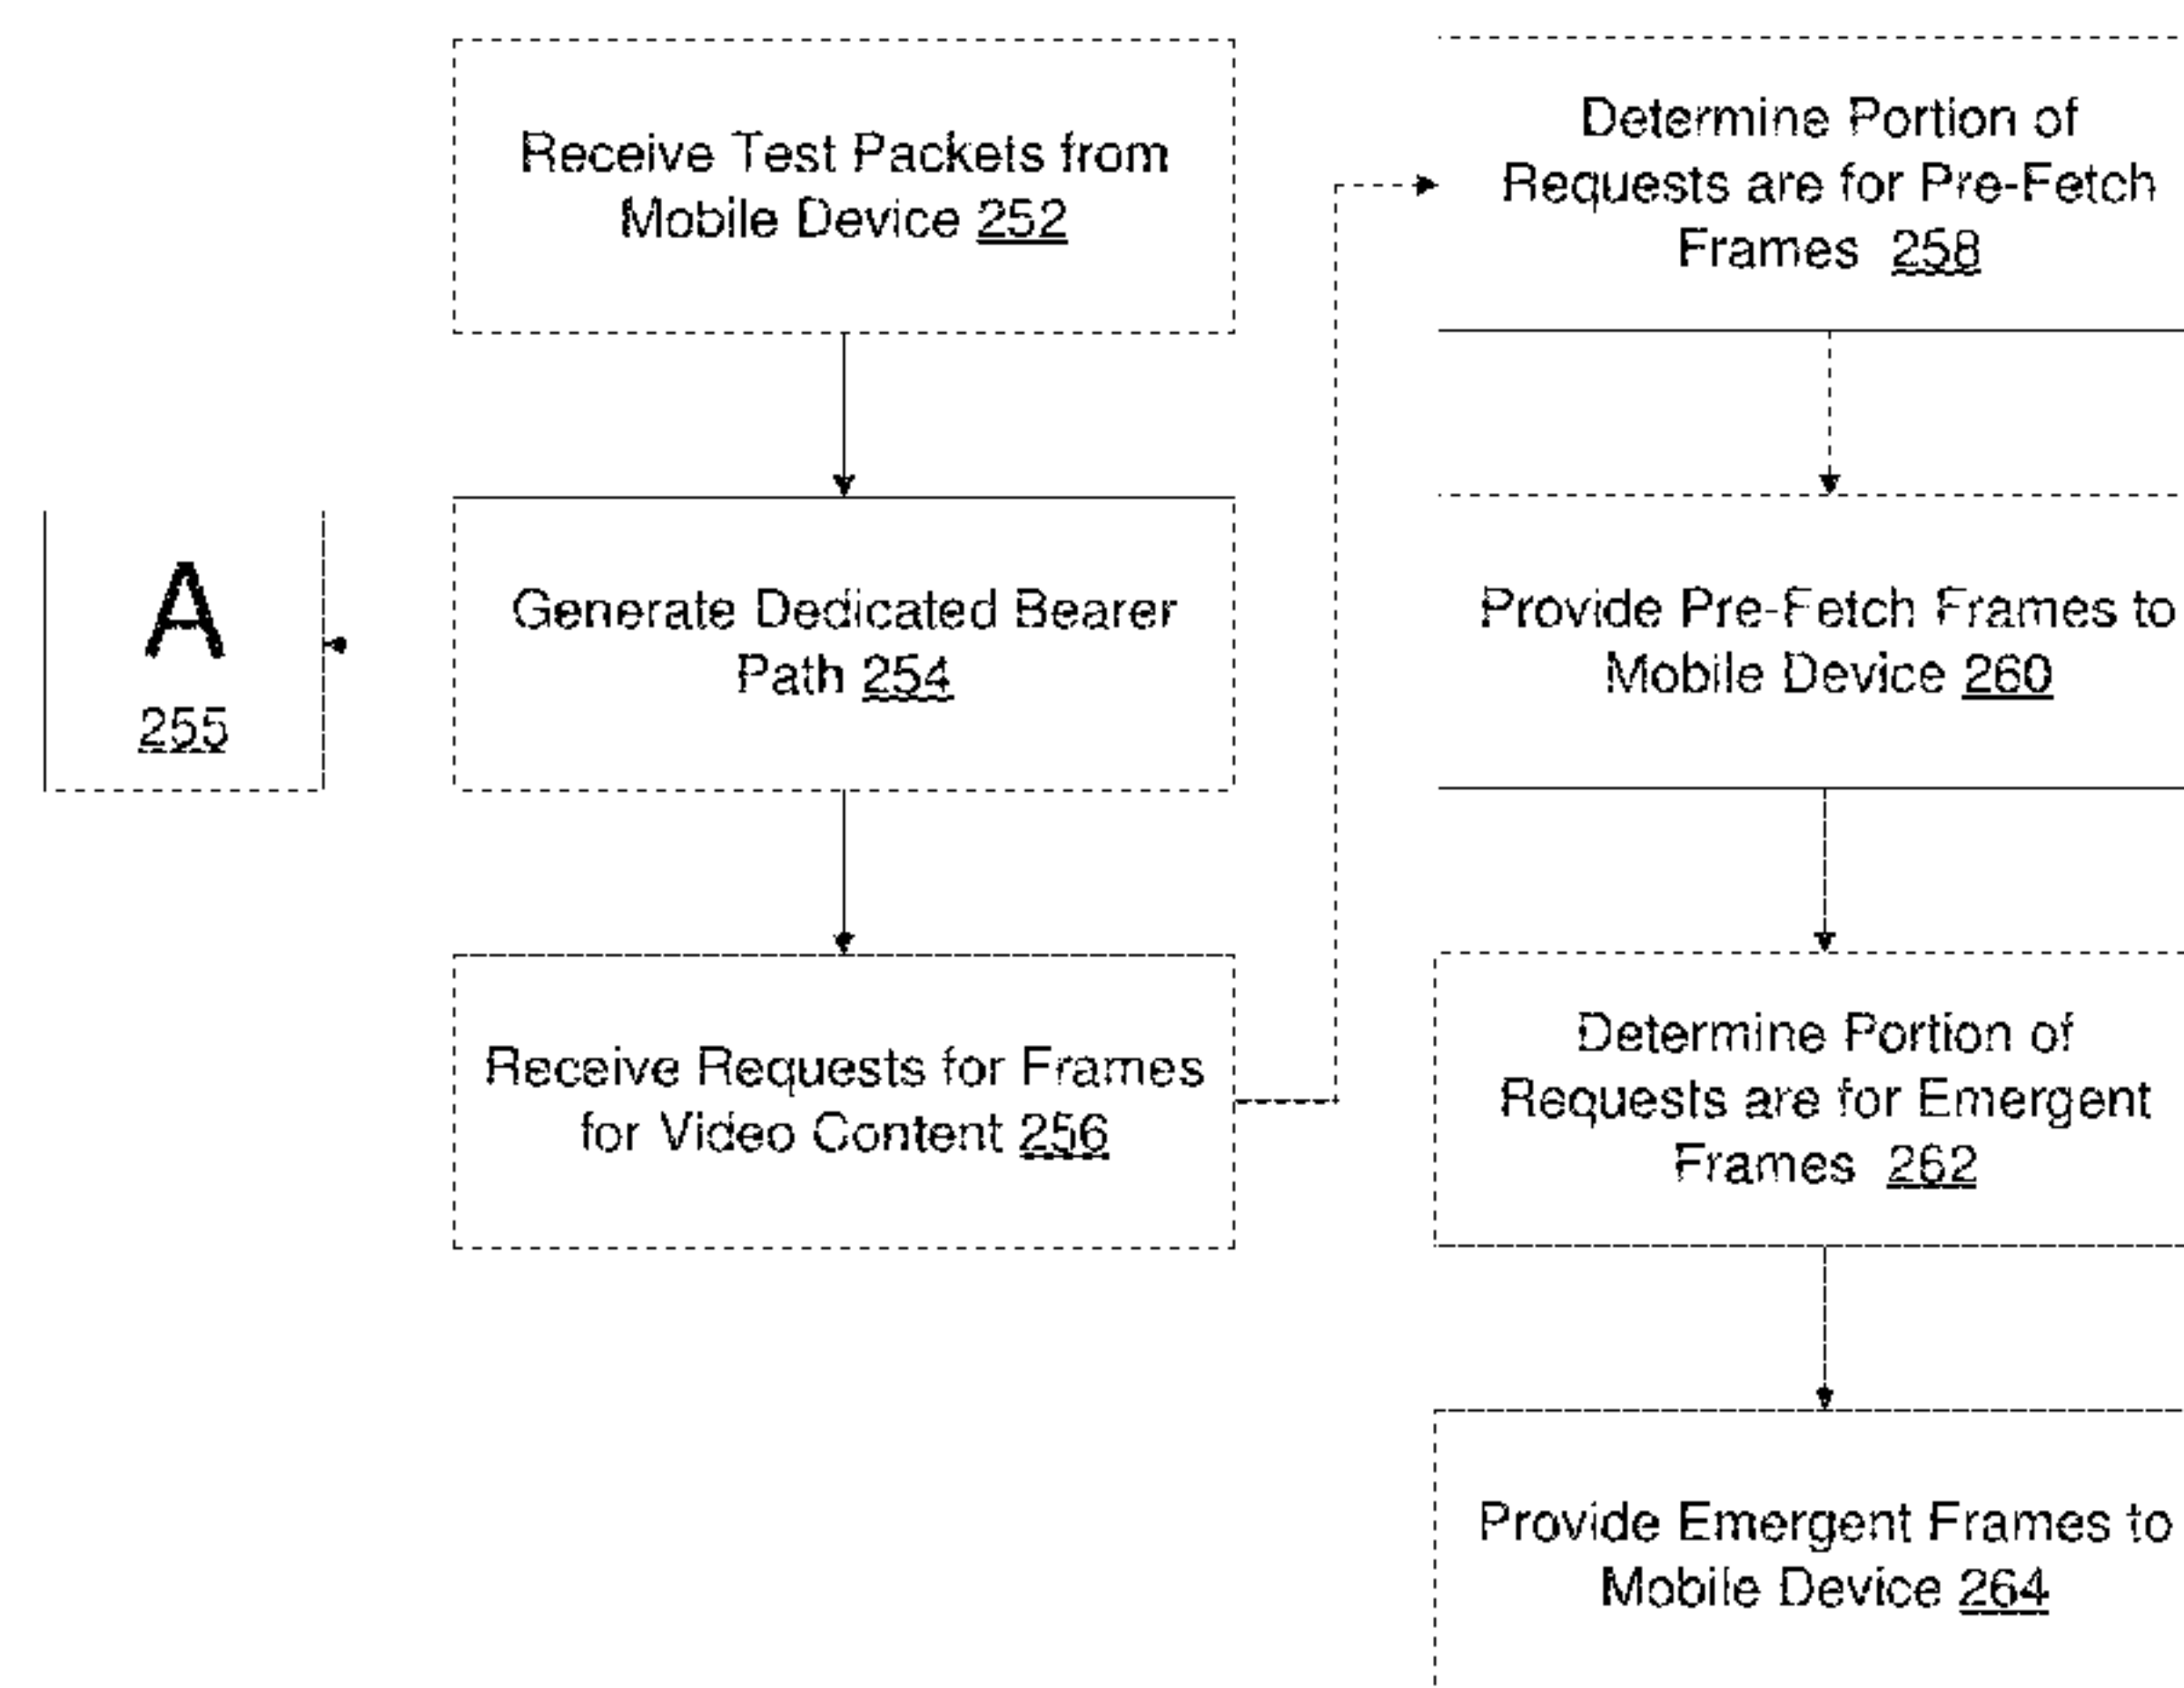 Receive Test Packets from
Mobile Device 252
A
255
Generate Dedicated Bearer
Path 254
Receive Requests for Frames
for Video Content 256
Determine Portion of
Requests are for Pre-Fetch
Frames 258
Provide Pre-Fetch Frames to
Mobile Device 260
Determine Portion of
Requests are for Emergent
Frames 262
Provide Emergent Frames to
Mobile Device 264